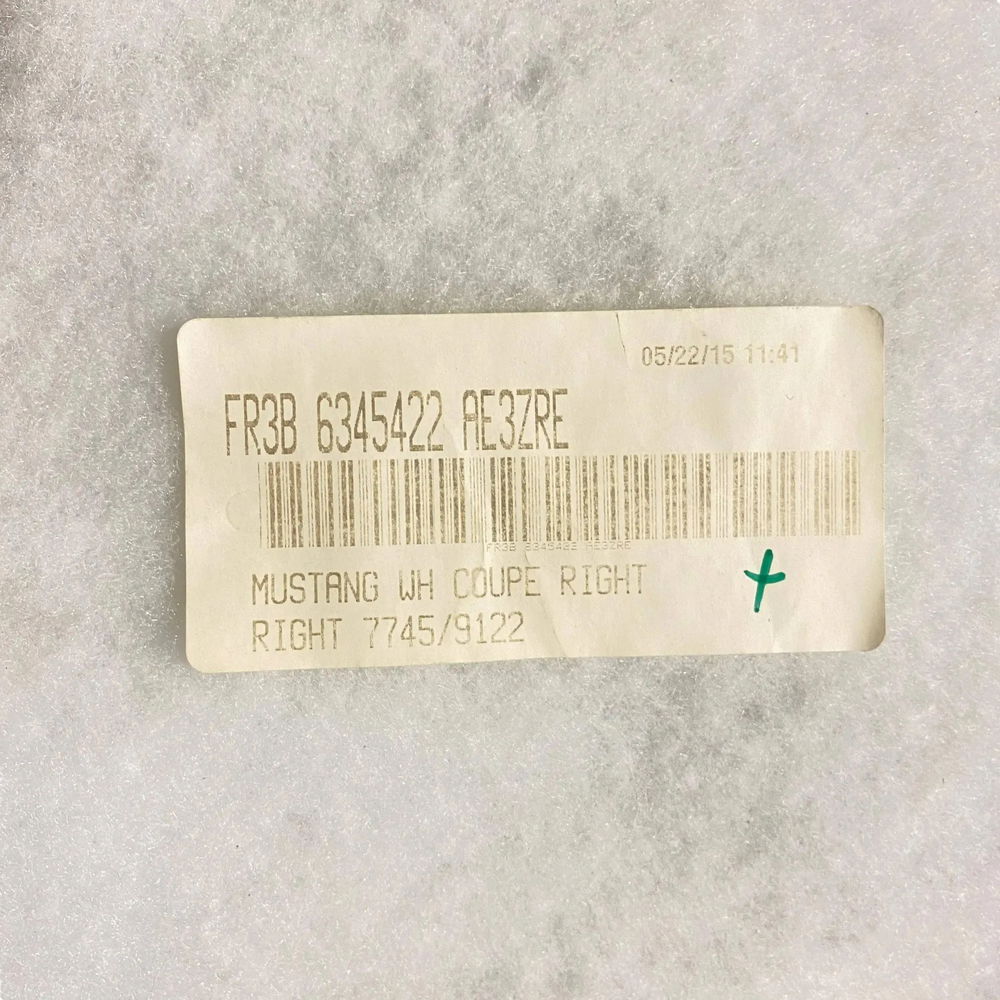 05/22/15 11:41
FR3B 6345422 AE3ZRE
FR3B 6345422 AE3ZRE
MUSTANG WH COUPE RIGHT
RIGHT 7745/9122